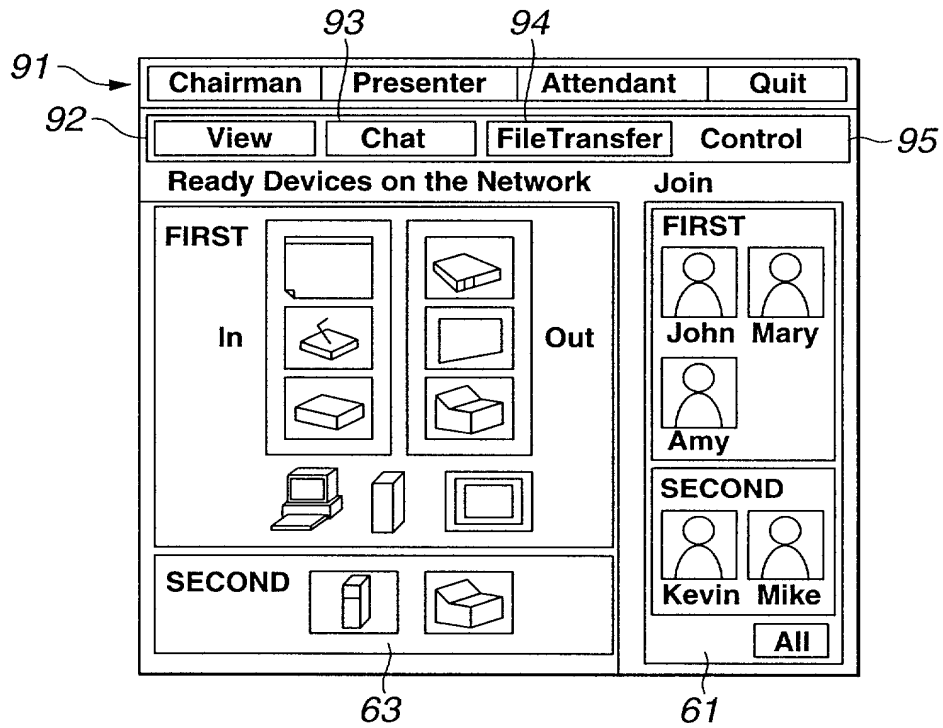 93 94
91 Chairman Presenter Attendant Quit
92 View Chat FileTransfer Control 95
Ready Devices on the Network Join
FIRST FIRST
In Out John Mary
Amy
SECOND
SECOND Kevin Mike
All
63 61